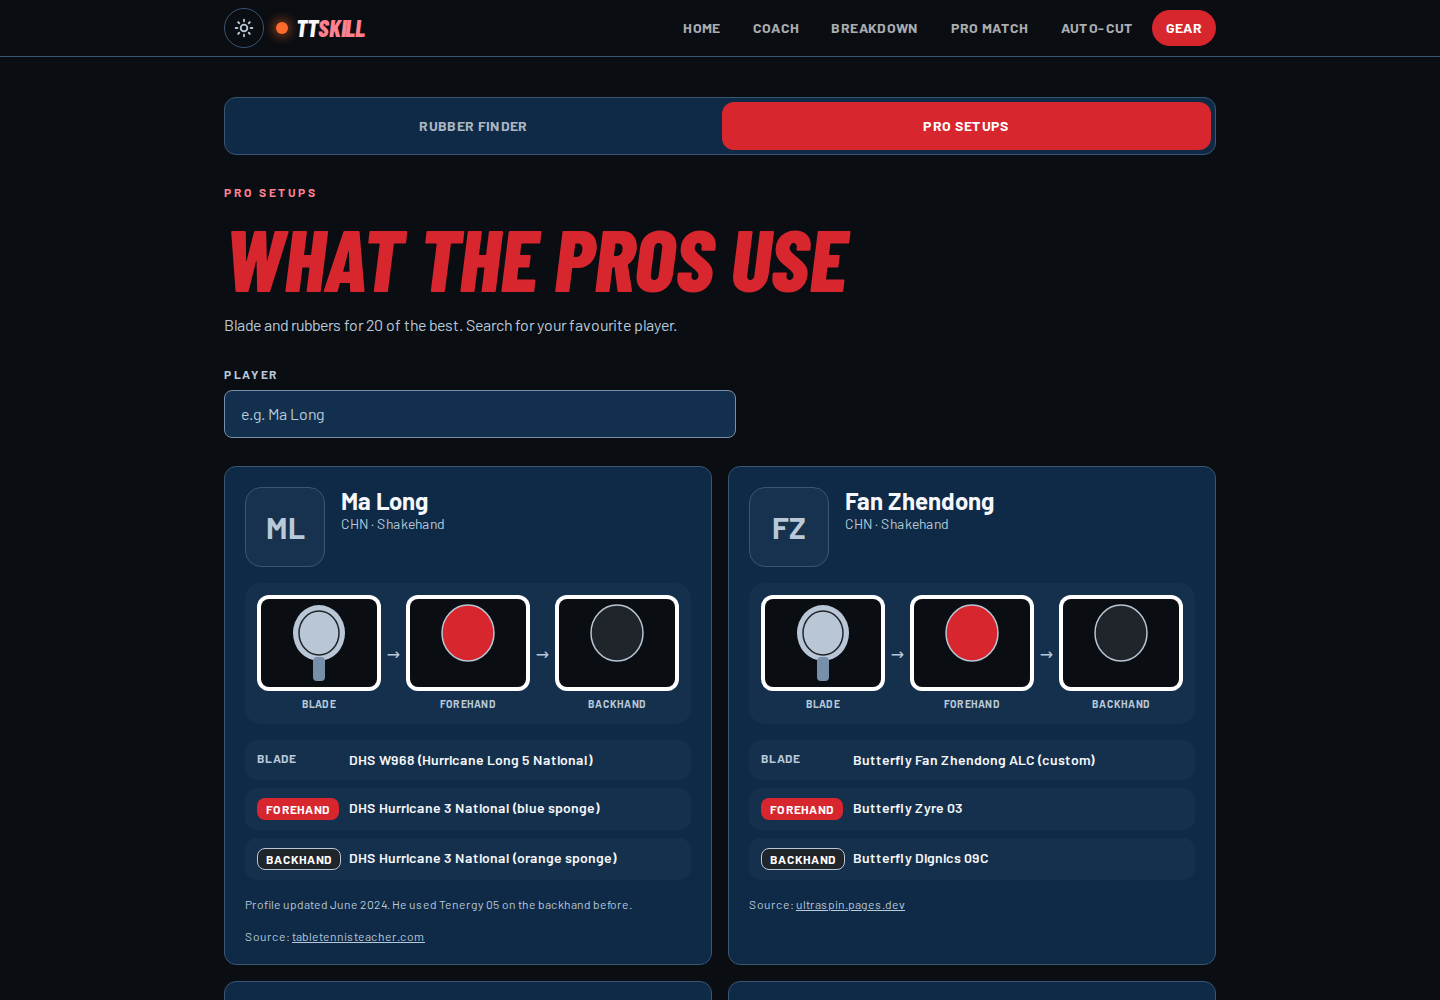 TTSKILL
HOME COACH BREAKDOWN PRO MATCH AUTO-CUT GEAR
RUBBER FINDER PRO SETUPS
PRO SETUPS
WHAT THE PROS USE
Blade and rubbers for 20 of the best. Search for your favourite player.
PLAYER
e.g. Ma Long
ML
Ma Long
CHN · Shakehand
→ →
BLADE FOREHAND BACKHAND
BLADE DHS W968 (Hurricane Long 5 National)
FOREHAND DHS Hurricane 3 National (blue sponge)
BACKHAND DHS Hurricane 3 National (orange sponge)
Profile updated June 2024. He used Tenergy 05 on the backhand before.
Source: tabletennisteacher.com
FZ
Fan Zhendong
CHN · Shakehand
→ →
BLADE FOREHAND BACKHAND
BLADE Butterfly Fan Zhendong ALC (custom)
FOREHAND Butterfly Zyre 03
BACKHAND Butterfly Dignics 09C
Source: ultraspin.pages.dev